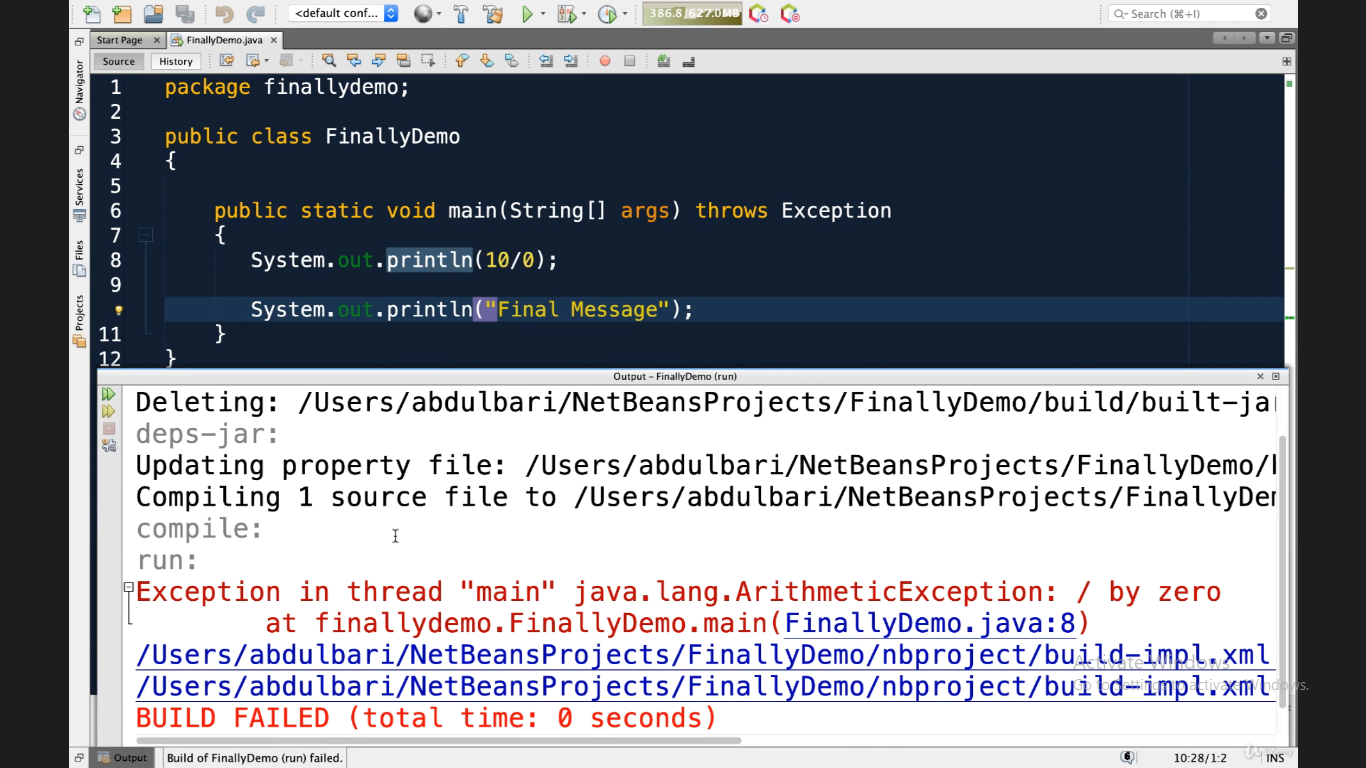 <default conf...
386.8/627.0MB
Search (⌘+I)
Start Page
FinallyDemo.java
Source
History
Navigator
Services
Files
Projects
1 package finallydemo;
2
3 public class FinallyDemo
4 {
5
6 public static void main(String[] args) throws Exception
7 {
8 System.out.println(10/0);
9
System.out.println("Final Message");
11 }
12 }
Output - FinallyDemo (run)
Deleting: /Users/abdulbari/NetBeansProjects/FinallyDemo/build/built-jar
deps-jar:
Updating property file: /Users/abdulbari/NetBeansProjects/FinallyDemo/
Compiling 1 source file to /Users/abdulbari/NetBeansProjects/FinallyDem
compile:
run:
Exception in thread "main" java.lang.ArithmeticException: / by zero
at finallydemo.FinallyDemo.main(FinallyDemo.java:8)
/Users/abdulbari/NetBeansProjects/FinallyDemo/nbproject/build-impl.xml
/Users/abdulbari/NetBeansProjects/FinallyDemo/nbproject/build-impl.xml
BUILD FAILED (total time: 0 seconds)
Activate Windows
Go to Settings to activate Windows.
Output
Build of FinallyDemo (run) failed.
6
10:28/1:2
INS
Udemy